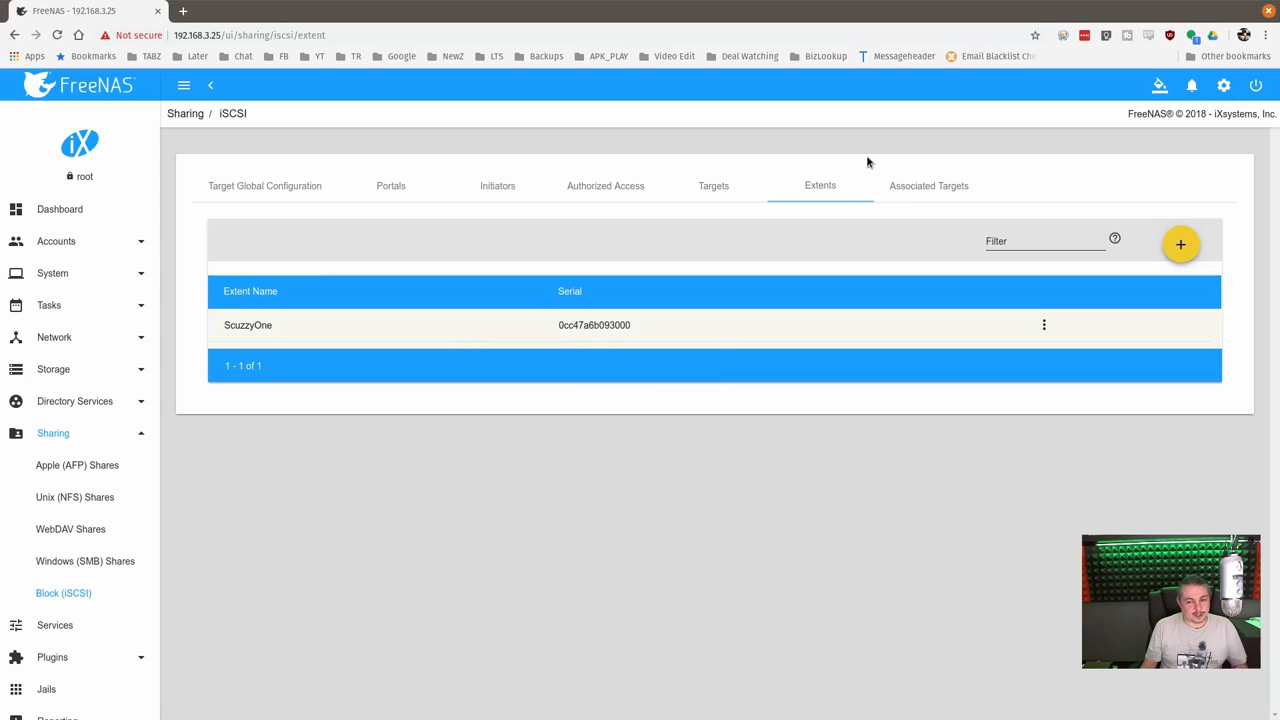 FreeNAS - 192.168.3.25
Not secure
192.168.3.25/ui/sharing/iscsi/extent
Apps
Bookmarks
TABZ
Later
Chat
FB
YT
TR
Google
NewZ
LTS
Backups
APK_PLAY
Video Edit
Deal Watching
BizLookup
Messageheader
Email Blacklist Che
Other bookmarks
FreeNAS
Sharing / iSCSI
FreeNAS® © 2018 - iXsystems, Inc.
iX
root
Dashboard
Accounts
System
Tasks
Network
Storage
Directory Services
Sharing
Apple (AFP) Shares
Unix (NFS) Shares
WebDAV Shares
Windows (SMB) Shares
Block (iSCSI)
Services
Plugins
Jails
Reporting
Target Global Configuration
Portals
Initiators
Authorized Access
Targets
Extents
Associated Targets
Filter
Extent Name
Serial
ScuzzyOne
0cc47a6b093000
1 - 1 of 1